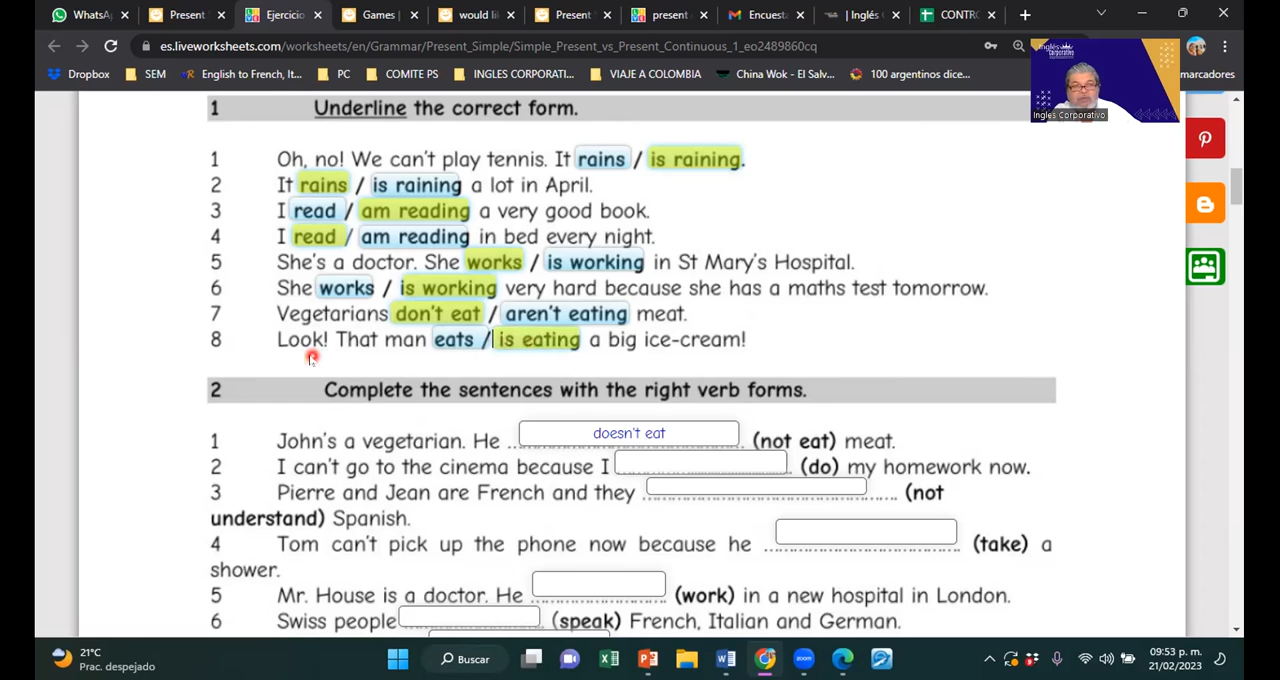 WhatsA
Present
Ejercicio
Games |
would lik
Present
present
Encuest
| Inglés
CONTR
es.liveworksheets.com/worksheets/en/Grammar/Present_Simple/Simple_Present_vs_Present_Continuous_1_eo2489860cq
Dropbox SEM English to French, It... PC COMITE PS INGLES CORPORATI... VIAJE A COLOMBIA China Wok - El Salv... 100 argentinos dice... marcadores
Ingles Corporativo
1 Underline the correct form.
1 Oh, no! We can't play tennis. It rains / is raining.
2 It rains / is raining a lot in April.
3 I read / am reading a very good book.
4 I read / am reading in bed every night.
5 She's a doctor. She works / is working in St Mary's Hospital.
6 She works / is working very hard because she has a maths test tomorrow.
7 Vegetarians don't eat / aren't eating meat.
8 Look! That man eats / is eating a big ice-cream!
2 Complete the sentences with the right verb forms.
1 John's a vegetarian. He doesn't eat (not eat) meat.
2 I can't go to the cinema because I (do) my homework now.
3 Pierre and Jean are French and they (not
understand) Spanish.
4 Tom can't pick up the phone now because he (take) a
shower.
5 Mr. House is a doctor. He (work) in a new hospital in London.
6 Swiss people (speak) French, Italian and German.
21°C
Prac. despejado
Buscar
09:53 p. m.
21/02/2023